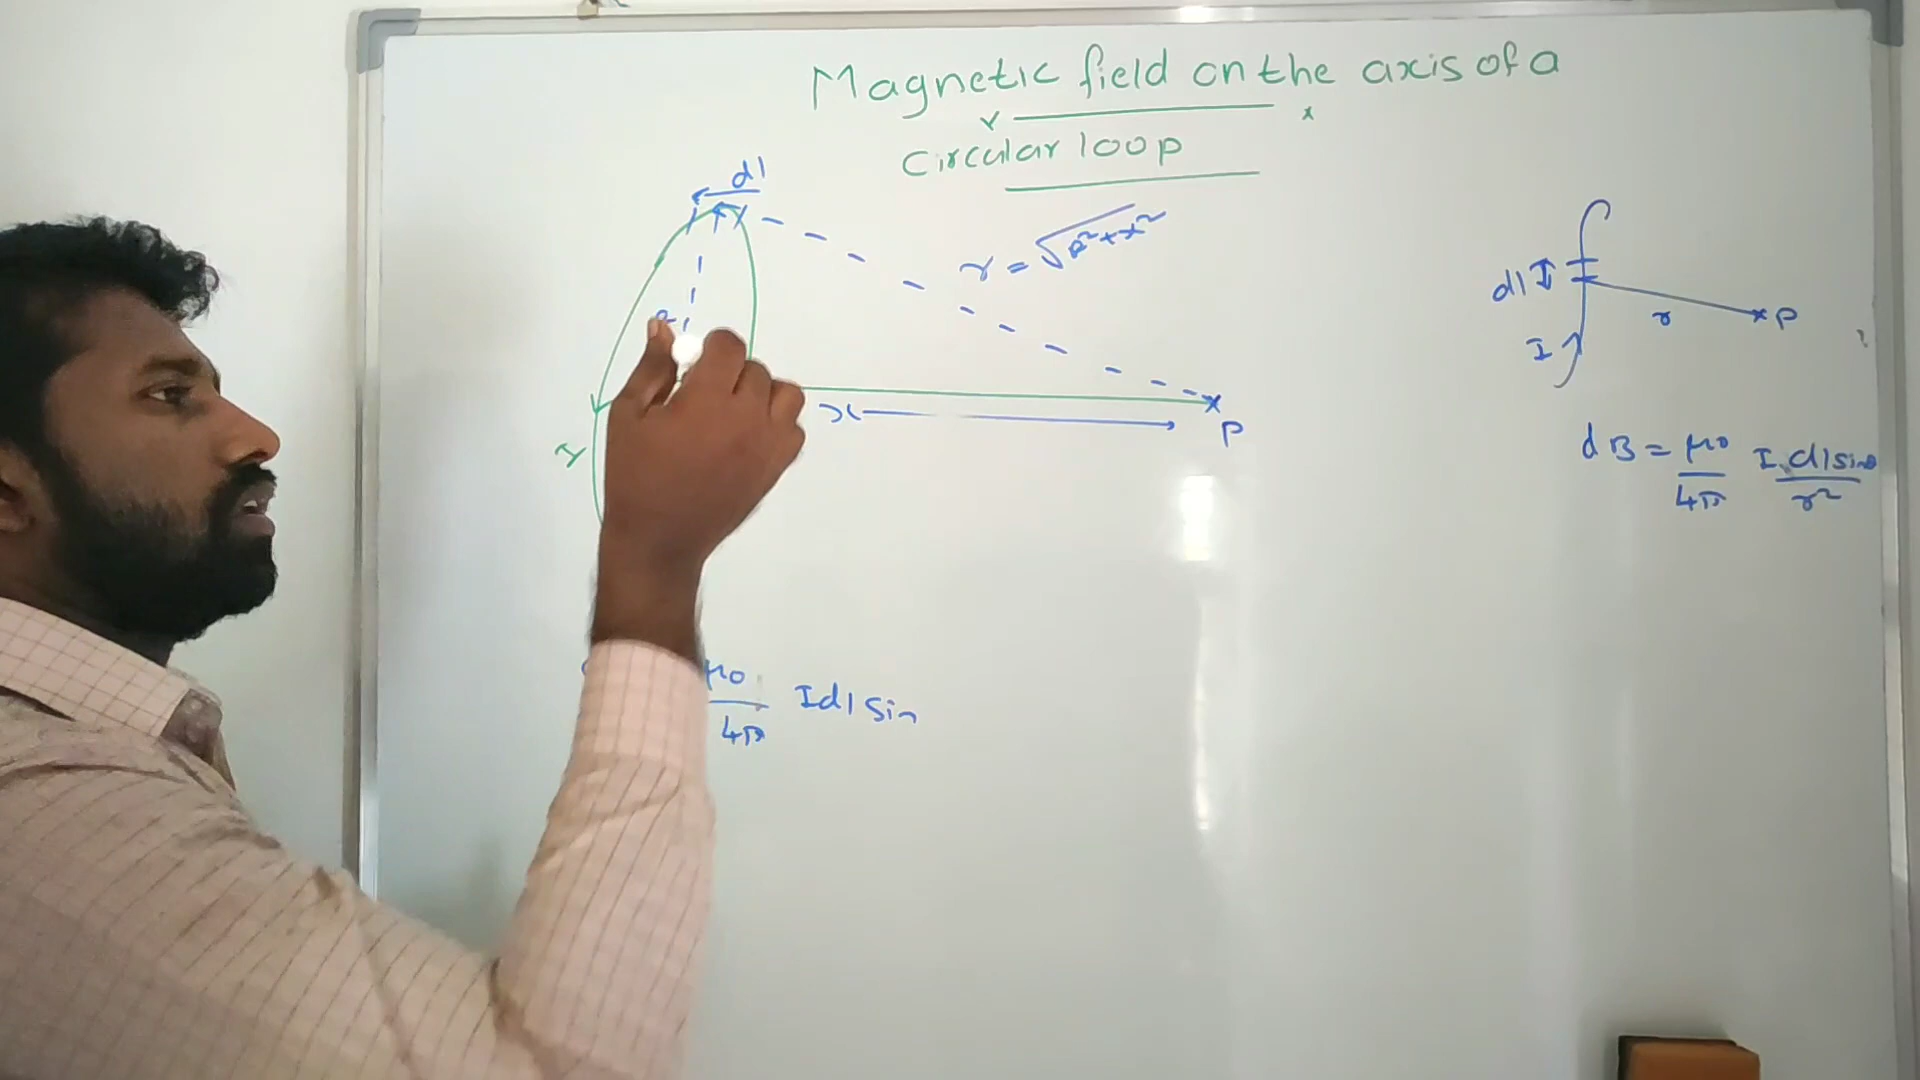 Magnetic field on the axis of a
Circular loop
dl
r = √R²+x²
R
x
P
I
μ0
4π
Idl sin
dl
r
P
I
dB = μ0 I dl sinθ
4π r²